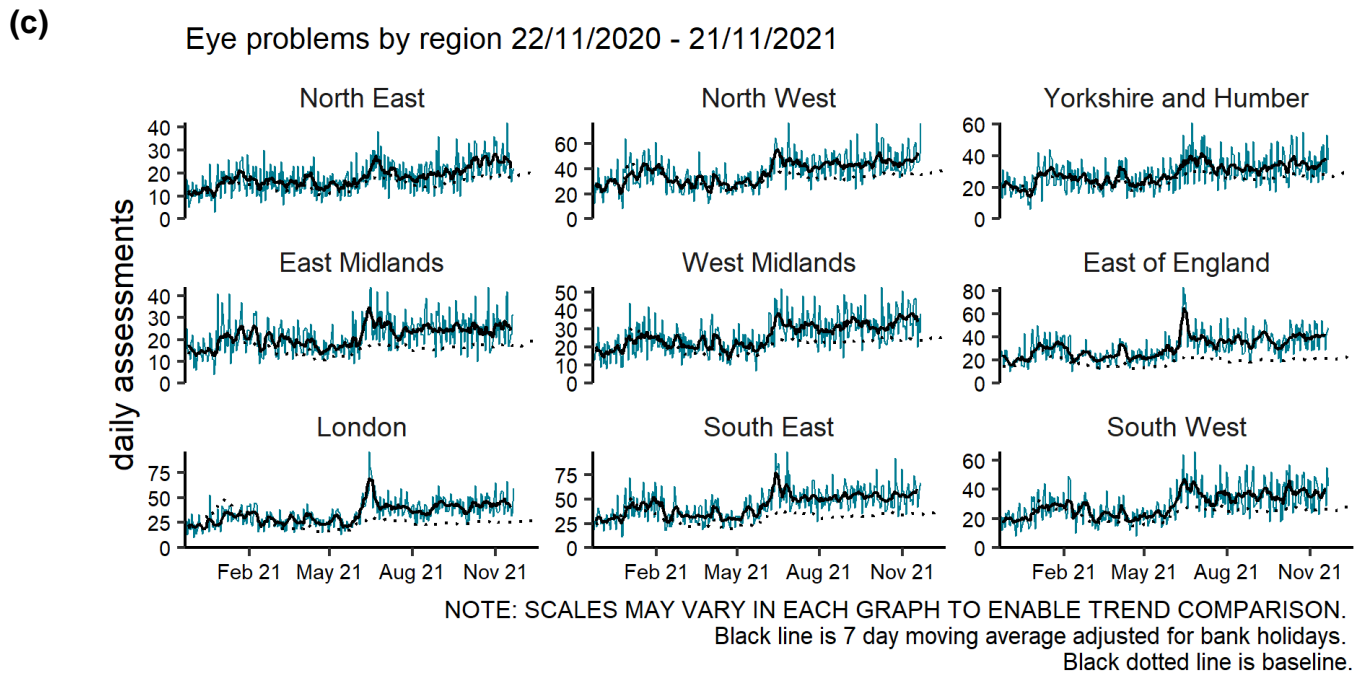 (c)
Eye problems by region 22/11/2020 - 21/11/2021
daily assessments
North East
40
30
20
10
0
North West
60
40
20
0
Yorkshire and Humber
60
40
20
0
East Midlands
40
30
20
10
0
West Midlands
50
40
30
20
10
0
East of England
80
60
40
20
0
London
75
50
25
0
Feb 21 May 21 Aug 21 Nov 21
South East
75
50
25
0
Feb 21 May 21 Aug 21 Nov 21
South West
60
40
20
0
Feb 21 May 21 Aug 21 Nov 21
NOTE: SCALES MAY VARY IN EACH GRAPH TO ENABLE TREND COMPARISON.
Black line is 7 day moving average adjusted for bank holidays.
Black dotted line is baseline.